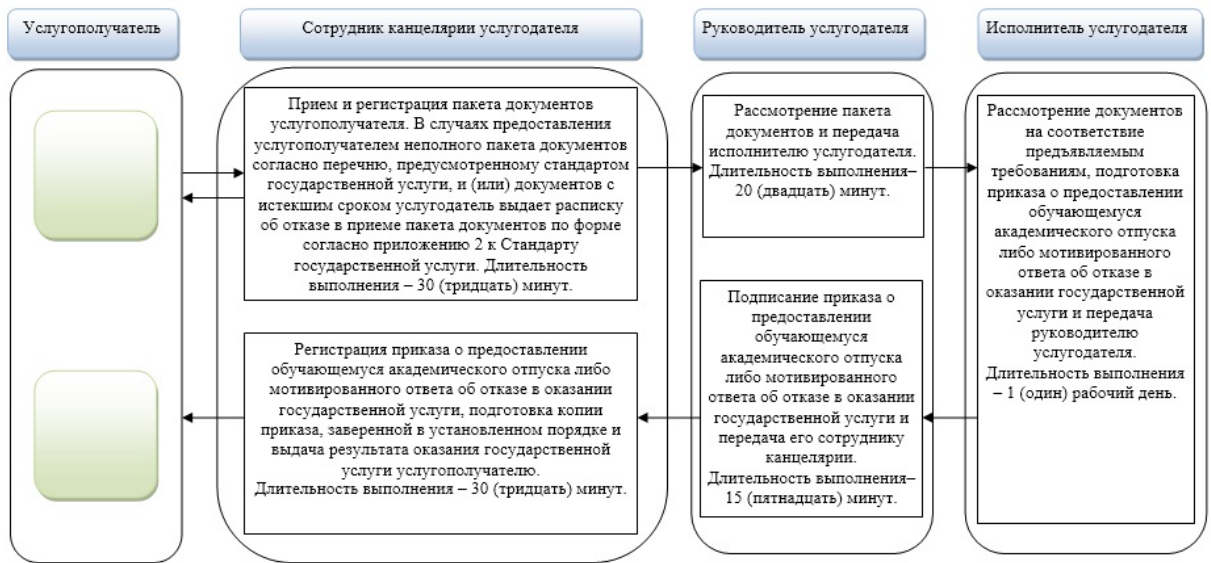 Услугополучатель
Сотрудник канцелярии услугодателя
Руководитель услугодателя
Исполнитель услугодателя
Прием и регистрация пакета документов
услугополучателя. В случаях предоставления
услугополучателем неполного пакета документов
согласно перечню, предусмотренному стандартом
государственной услуги, и (или) документов с
истекшим сроком услугодатель выдает расписку
об отказе в приеме пакета документов по форме
согласно приложению 2 к Стандарту
государственной услуги. Длительность
выполнения – 30 (тридцать) минут.
Рассмотрение пакета
документов и передача
исполнителю услугодателя.
Длительность выполнения–
20 (двадцать) минут.
Рассмотрение документов
на соответствие
предъявляемым
требованиям, подготовка
приказа о предоставлении
обучающемуся
академического отпуска
либо мотивированного
ответа об отказе в
оказании государственной
услуги и передача
руководителю
услугодателя.
Длительность выполнения
– 1 (один) рабочий день.
Подписание приказа о
предоставлении
обучающемуся
академического отпуска
либо мотивированного
ответа об отказе в оказании
государственной услуги и
передача его сотруднику
канцелярии.
Длительность выполнения–
15 (пятнадцать) минут.
Регистрация приказа о предоставлении
обучающемуся академического отпуска либо
мотивированного ответа об отказе в оказании
государственной услуги, подготовка копии
приказа, заверенной в установленном порядке и
выдача результата оказания государственной
услуги услугополучателю.
Длительность выполнения – 30 (тридцать) минут.